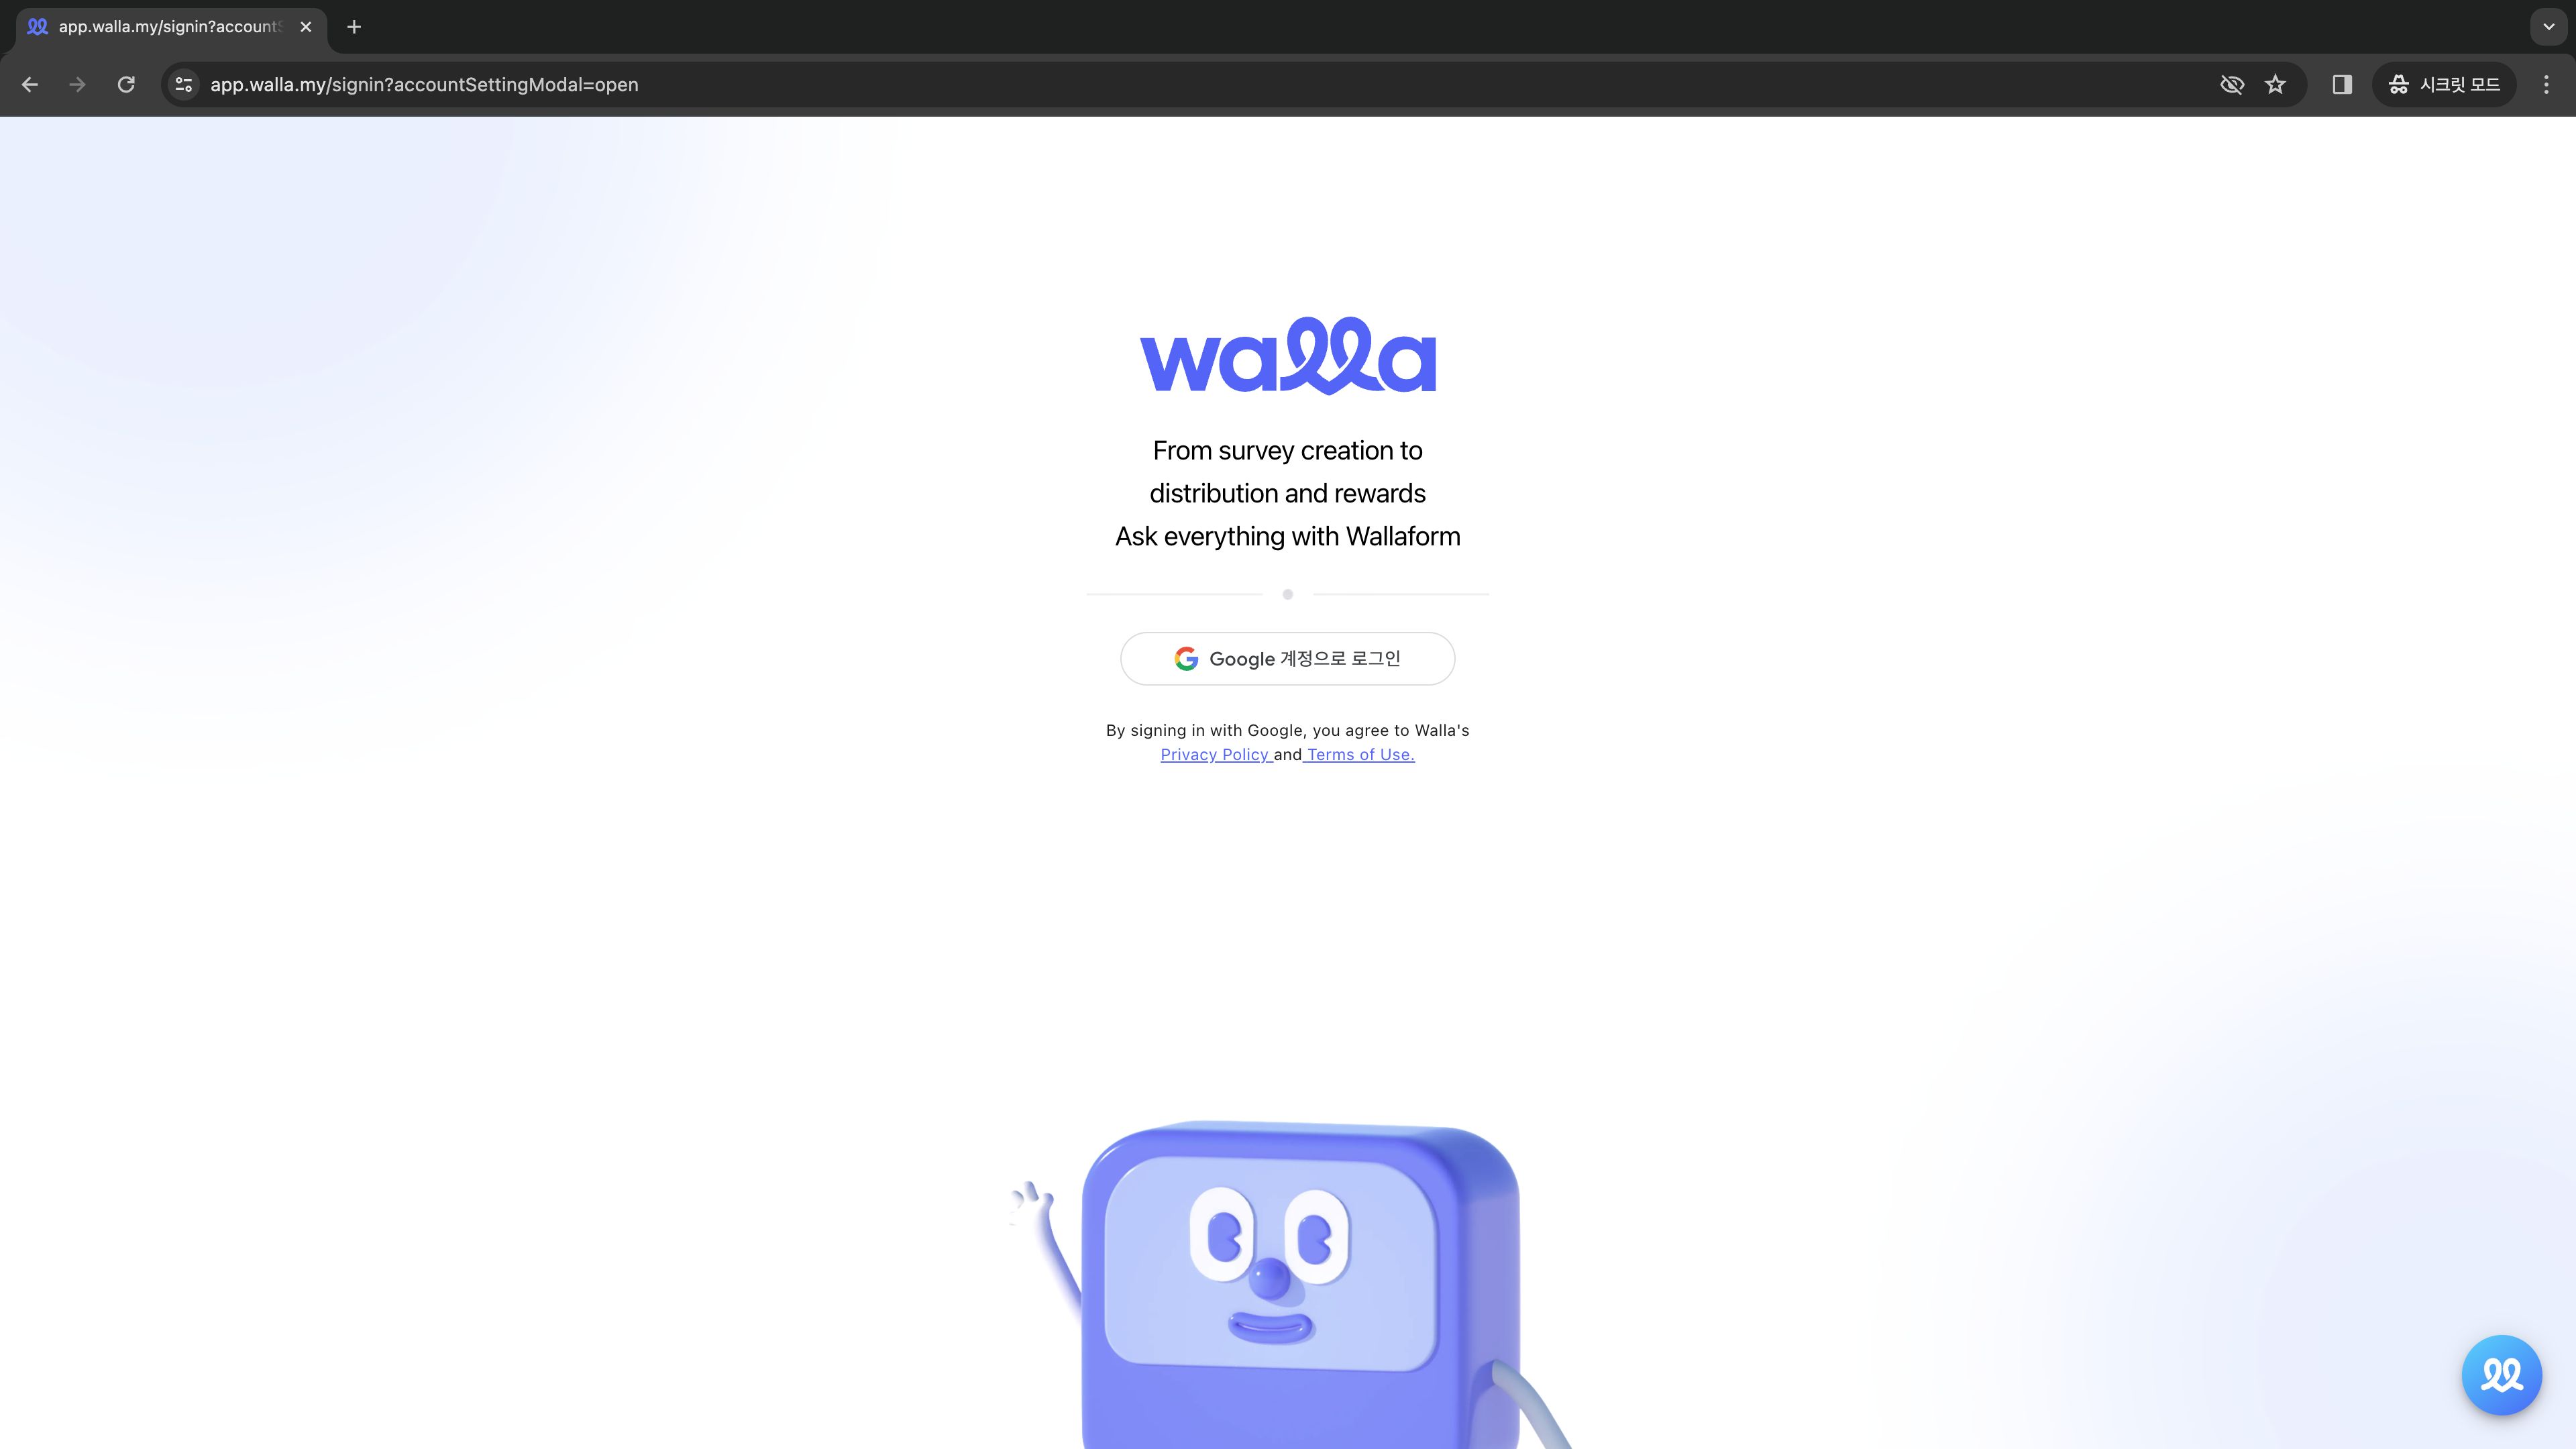 app.walla.my/signin?account
app.walla.my/signin?accountSettingModal=open
시크릿 모드
walla
From survey creation to
distribution and rewards
Ask everything with Wallaform
Google 계정으로 로그인
By signing in with Google, you agree to Walla's
Privacy Policy and Terms of Use.